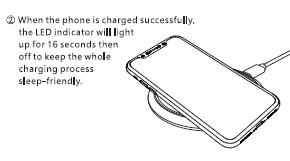 ② When the phone is charged successfully,
the LED indicator will light
up for 16 seconds then
off to keep the whole
charging process
sleep-friendly.